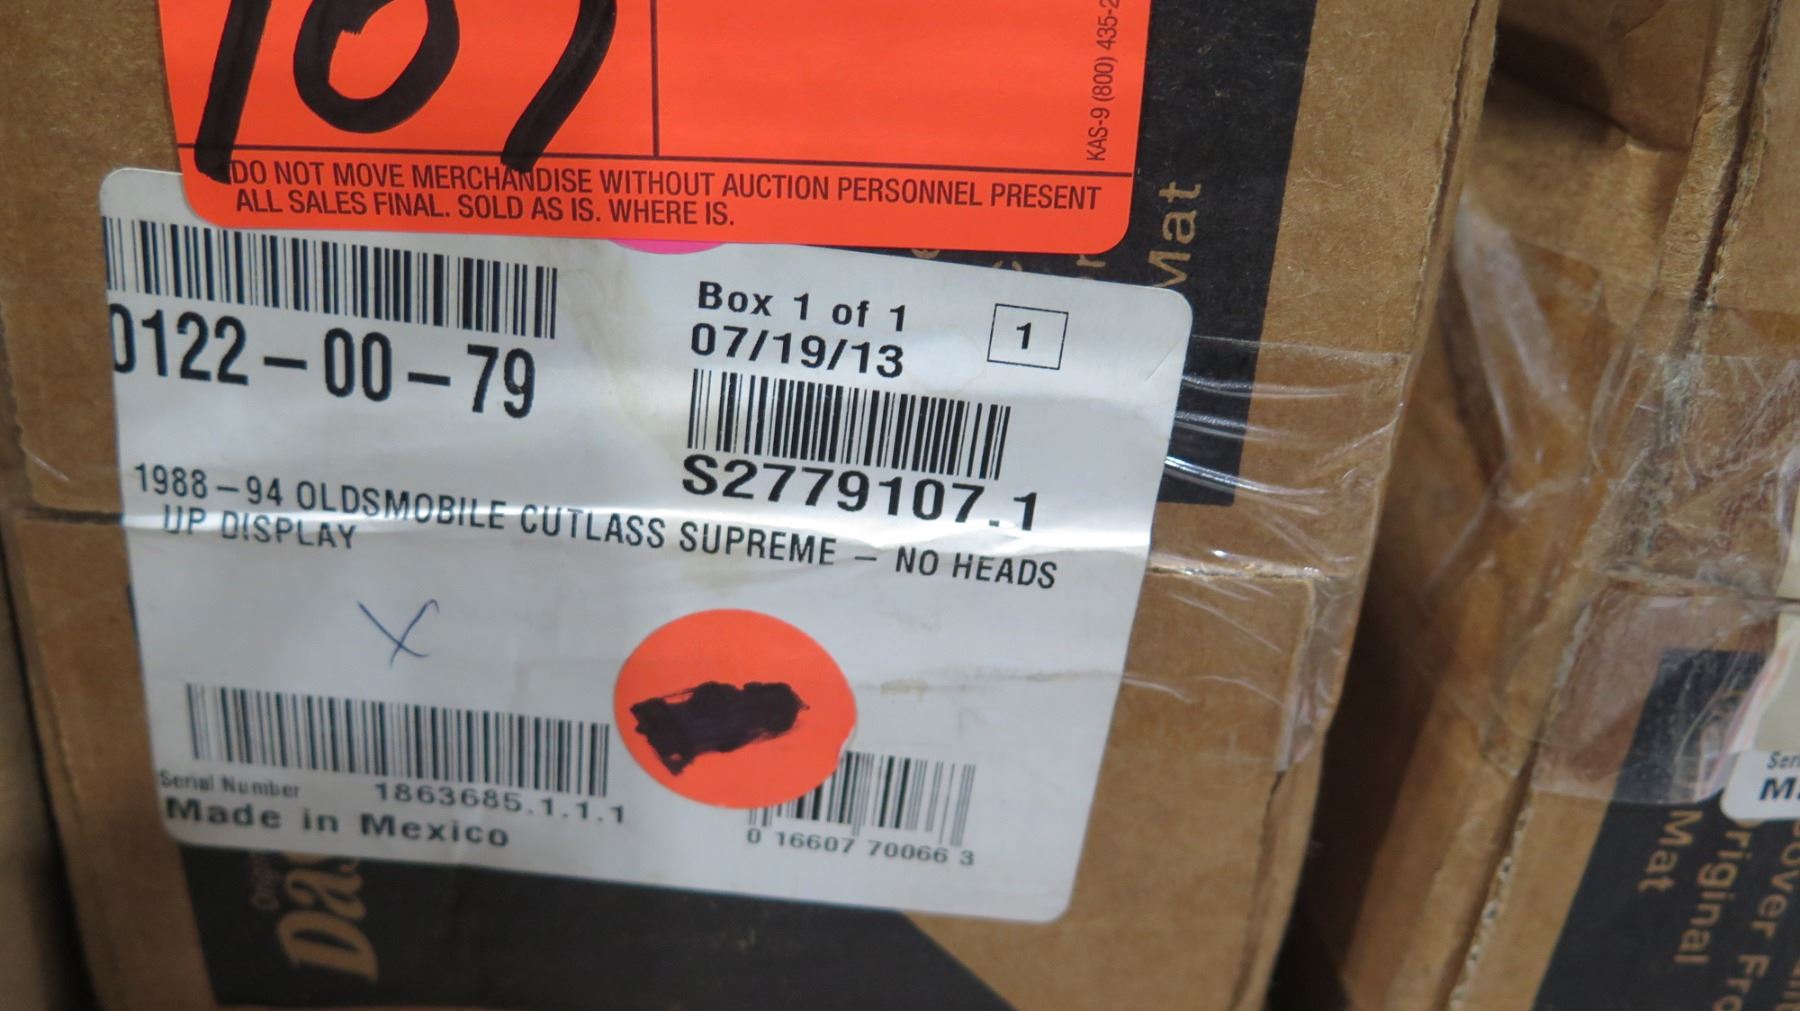 107
KAS-9 (800) 435-2
DO NOT MOVE MERCHANDISE WITHOUT AUCTION PERSONNEL PRESENT
ALL SALES FINAL. SOLD AS IS. WHERE IS.
Mat
0122-00-79
Box 1 of 1
07/19/13
1
S2779107.1
1988-94 OLDSMOBILE CUTLASS SUPREME - NO HEADS
UP DISPLAY
X
Serial Number 1863685.1.1.1
Made in Mexico
0 16607 70066 3
Das
Original
Mat